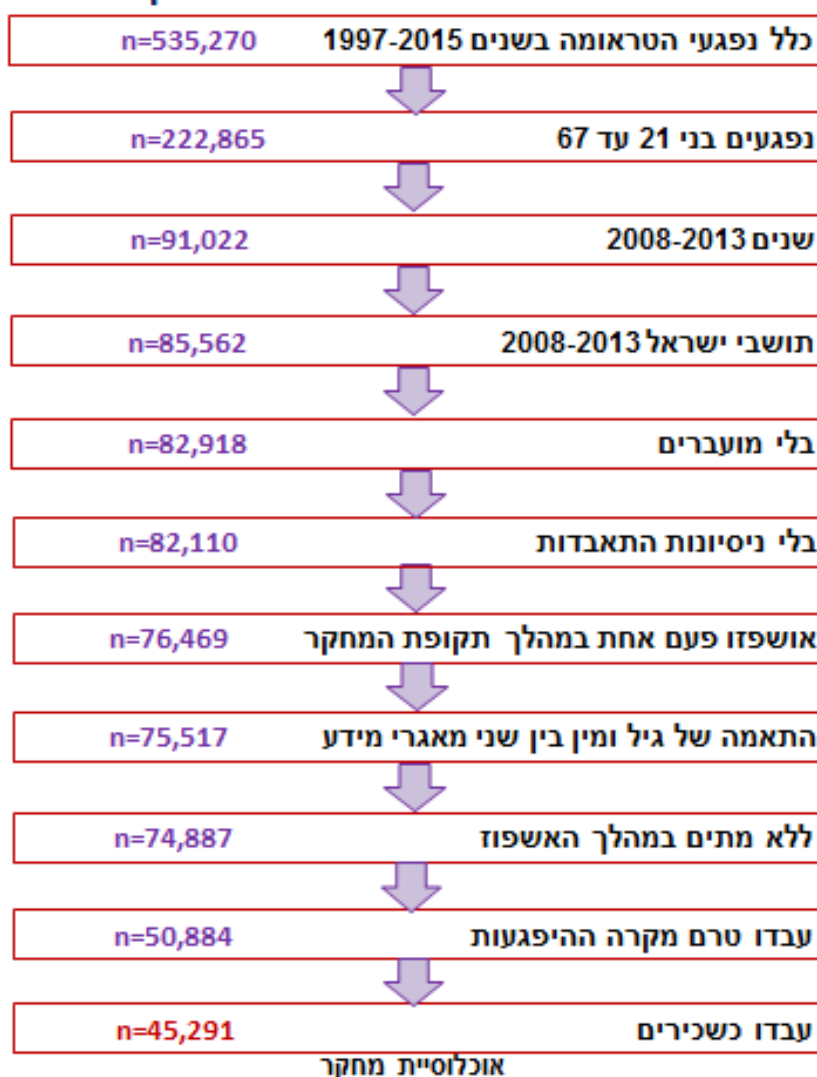 כלל נפגעי הטראומה בשנים 1997-2015 n=535,270
נפגעים בני 21 עד 67 n=222,865
שנים 2008-2013 n=91,022
תושבי ישראל 2008-2013 n=85,562
בלי מועברים n=82,918
בלי ניסיונות התאבדות n=82,110
אושפזו פעם אחת במהלך תקופת המחקר n=76,469
התאמה של גיל ומין בין שני מאגרי מידע n=75,517
ללא מתים במהלך האשפוז n=74,887
עבדו טרם מקרה ההיפגעות n=50,884
עבדו כשכירים n=45,291
אוכלוסיית מחקר